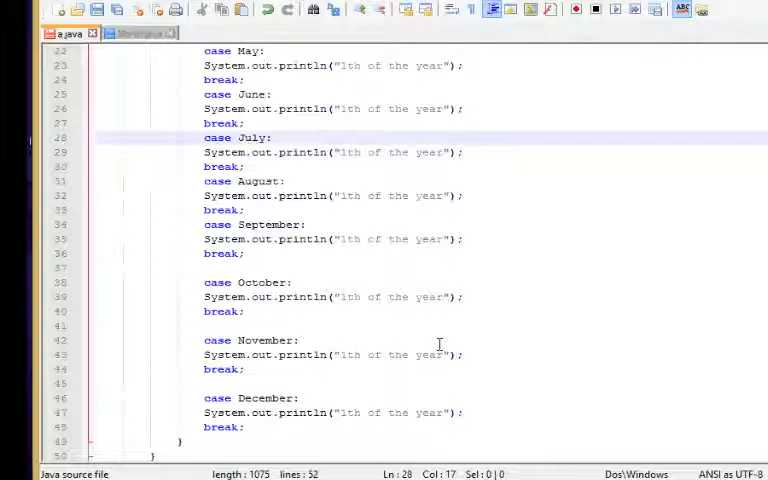 a.java
22 case May:
23 System.out.println("1th of the year");
24 break;
25 case June:
26 System.out.println("1th of the year");
27 break;
28 case July:
29 System.out.println("1th of the year");
30 break;
31 case August:
32 System.out.println("1th of the year");
33 break;
34 case September:
35 System.out.println("1th of the year");
36 break;
37
38 case October:
39 System.out.println("1th of the year");
40 break;
41
42 case November:
43 System.out.println("1th of the year");
44 break;
45
46 case December:
47 System.out.println("1th of the year");
48 break;
49 }
50 }
Java source file length : 1075 lines : 52 Ln : 28 Col : 17 Sel : 0 | 0 Dos\Windows ANSI as UTF-8